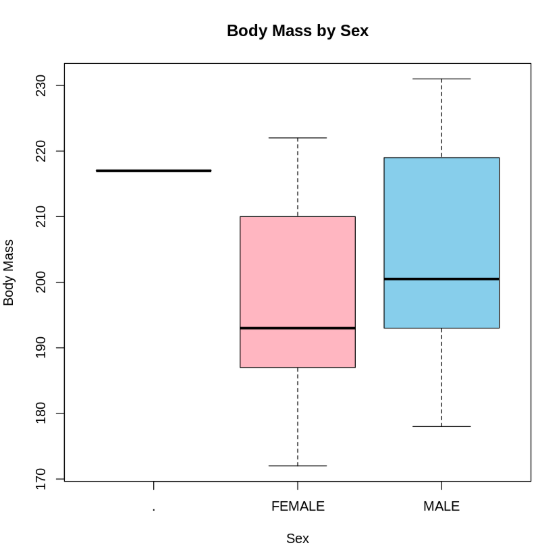 Body Mass by Sex
Body Mass
230
220
210
200
190
180
170
.
FEMALE
MALE
Sex